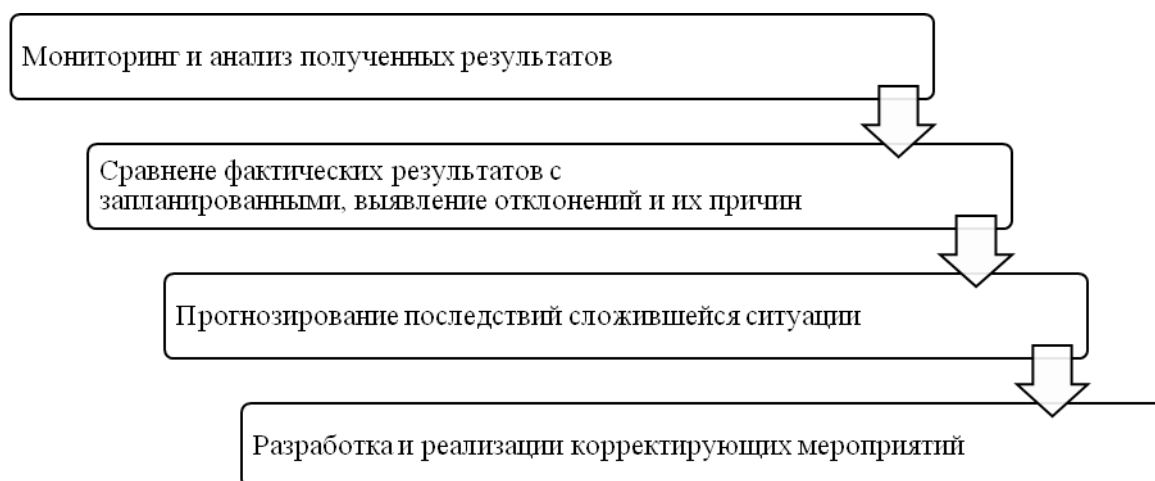 Мониторинг и анализ полученных результатов
Сравнене фактических результатов с
запланированными, выявление отклонений и их причин
Прогнозирование последствий сложившейся ситуации
Разработка и реализации корректирующих мероприятий